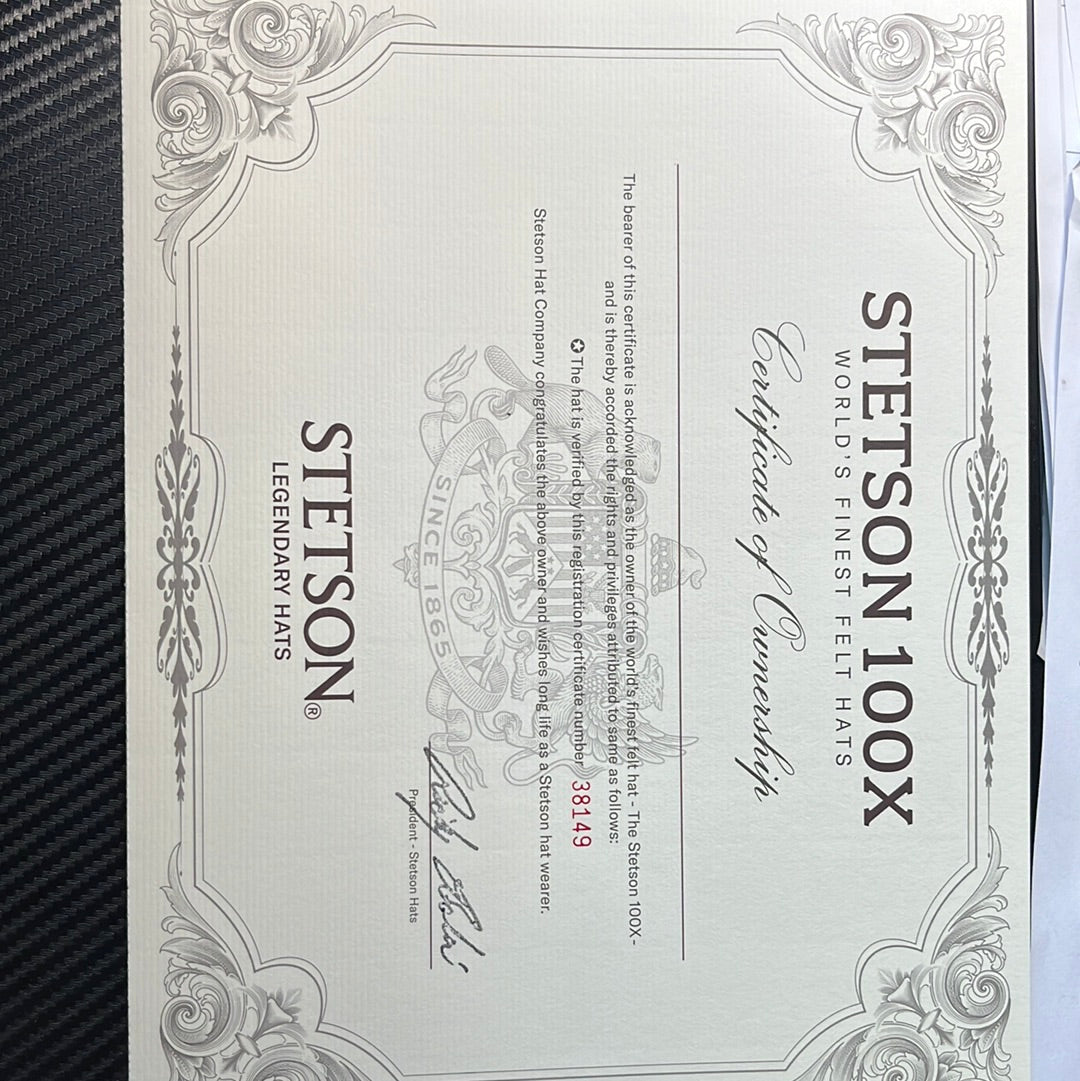 STETSON 100X
WORLD'S FINEST FELT HATS
Certificate of Ownership
The bearer of this certificate is acknowledged as the owner of the world's finest felt hat - The Stetson 100X-
and is thereby accorded the rights and privileges attributed to same as follows:
The hat is verified by this registration certificate number 38149
Stetson Hat Company congratulates the above owner and wishes long life as a Stetson hat wearer.
SINCE 1865
President - Stetson Hats
STETSON®
LEGENDARY HATS